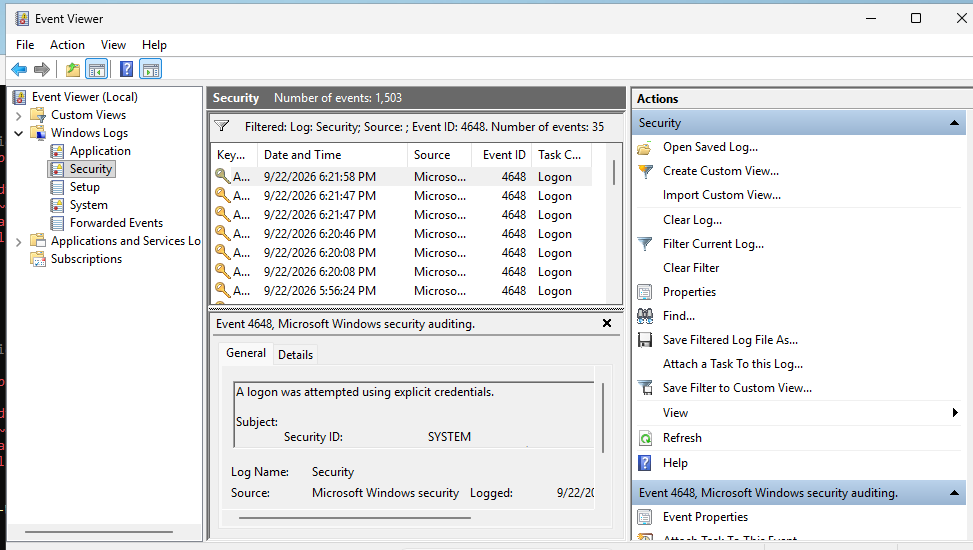 Event Viewer
File Action View Help
Event Viewer (Local)
Custom Views
Windows Logs
Application
Security
Setup
System
Forwarded Events
Applications and Services Lo
Subscriptions
Security Number of events: 1,503
Filtered: Log: Security; Source: ; Event ID: 4648. Number of events: 35
Key... Date and Time Source Event ID Task C...
A... 9/22/2026 6:21:58 PM Microso... 4648 Logon
A... 9/22/2026 6:21:47 PM Microso... 4648 Logon
A... 9/22/2026 6:21:47 PM Microso... 4648 Logon
A... 9/22/2026 6:20:46 PM Microso... 4648 Logon
A... 9/22/2026 6:20:08 PM Microso... 4648 Logon
A... 9/22/2026 6:20:08 PM Microso... 4648 Logon
A... 9/22/2026 5:56:24 PM Microso... 4648 Logon
Event 4648, Microsoft Windows security auditing.
General Details
A logon was attempted using explicit credentials.
Subject:
Security ID: SYSTEM
Log Name: Security
Source: Microsoft Windows security Logged: 9/22/20
Actions
Security
Open Saved Log...
Create Custom View...
Import Custom View...
Clear Log...
Filter Current Log...
Clear Filter
Properties
Find...
Save Filtered Log File As...
Attach a Task To this Log...
Save Filter to Custom View...
View
Refresh
Help
Event 4648, Microsoft Windows security auditing.
Event Properties
Attach Task To This Event